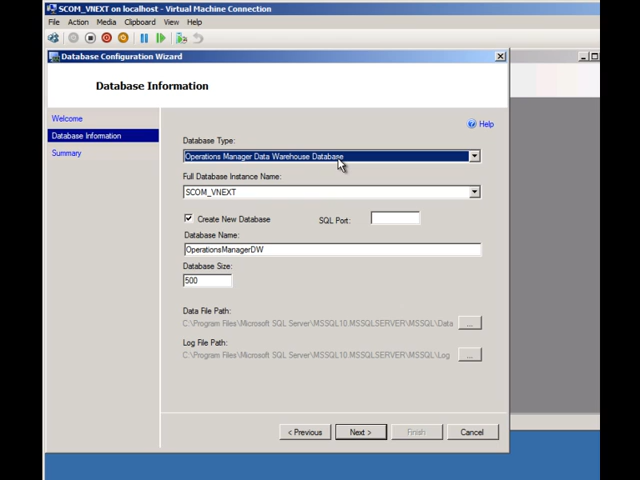 SCOM_VNEXT on localhost - Virtual Machine Connection
File Action Media Clipboard View Help
Database Configuration Wizard
Database Information
Welcome
Database Information
Summary
Help
Database Type:
Operations Manager Data Warehouse Database
Full Database Instance Name:
SCOM_VNEXT
Create New Database
SQL Port:
Database Name:
OperationsManagerDW
Database Size:
500
Data File Path:
C:\Program Files\Microsoft SQL Server\MSSQL10.MSSQLSERVER\MSSQL\Data ...
Log File Path:
C:\Program Files\Microsoft SQL Server\MSSQL10.MSSQLSERVER\MSSQL\Log ...
< Previous Next > Finish Cancel